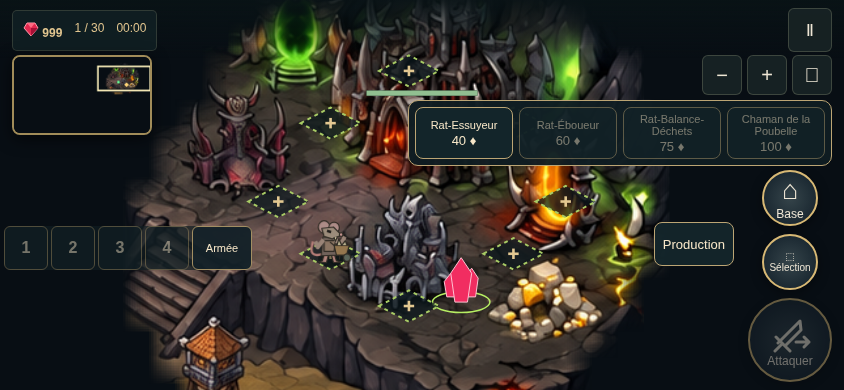 999 1 / 30 00:00
Rat-Essuyeur
40 ♦
Rat-Éboueur
60 ♦
Rat-Balance-
Déchets
75 ♦
Chaman de la
Poubelle
100 ♦
Base
1 2 3 4 Armée
Production
Sélection
Attaquer